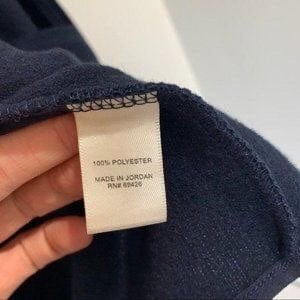 100% POLYESTER
MADE IN JORDAN
RN# 69426